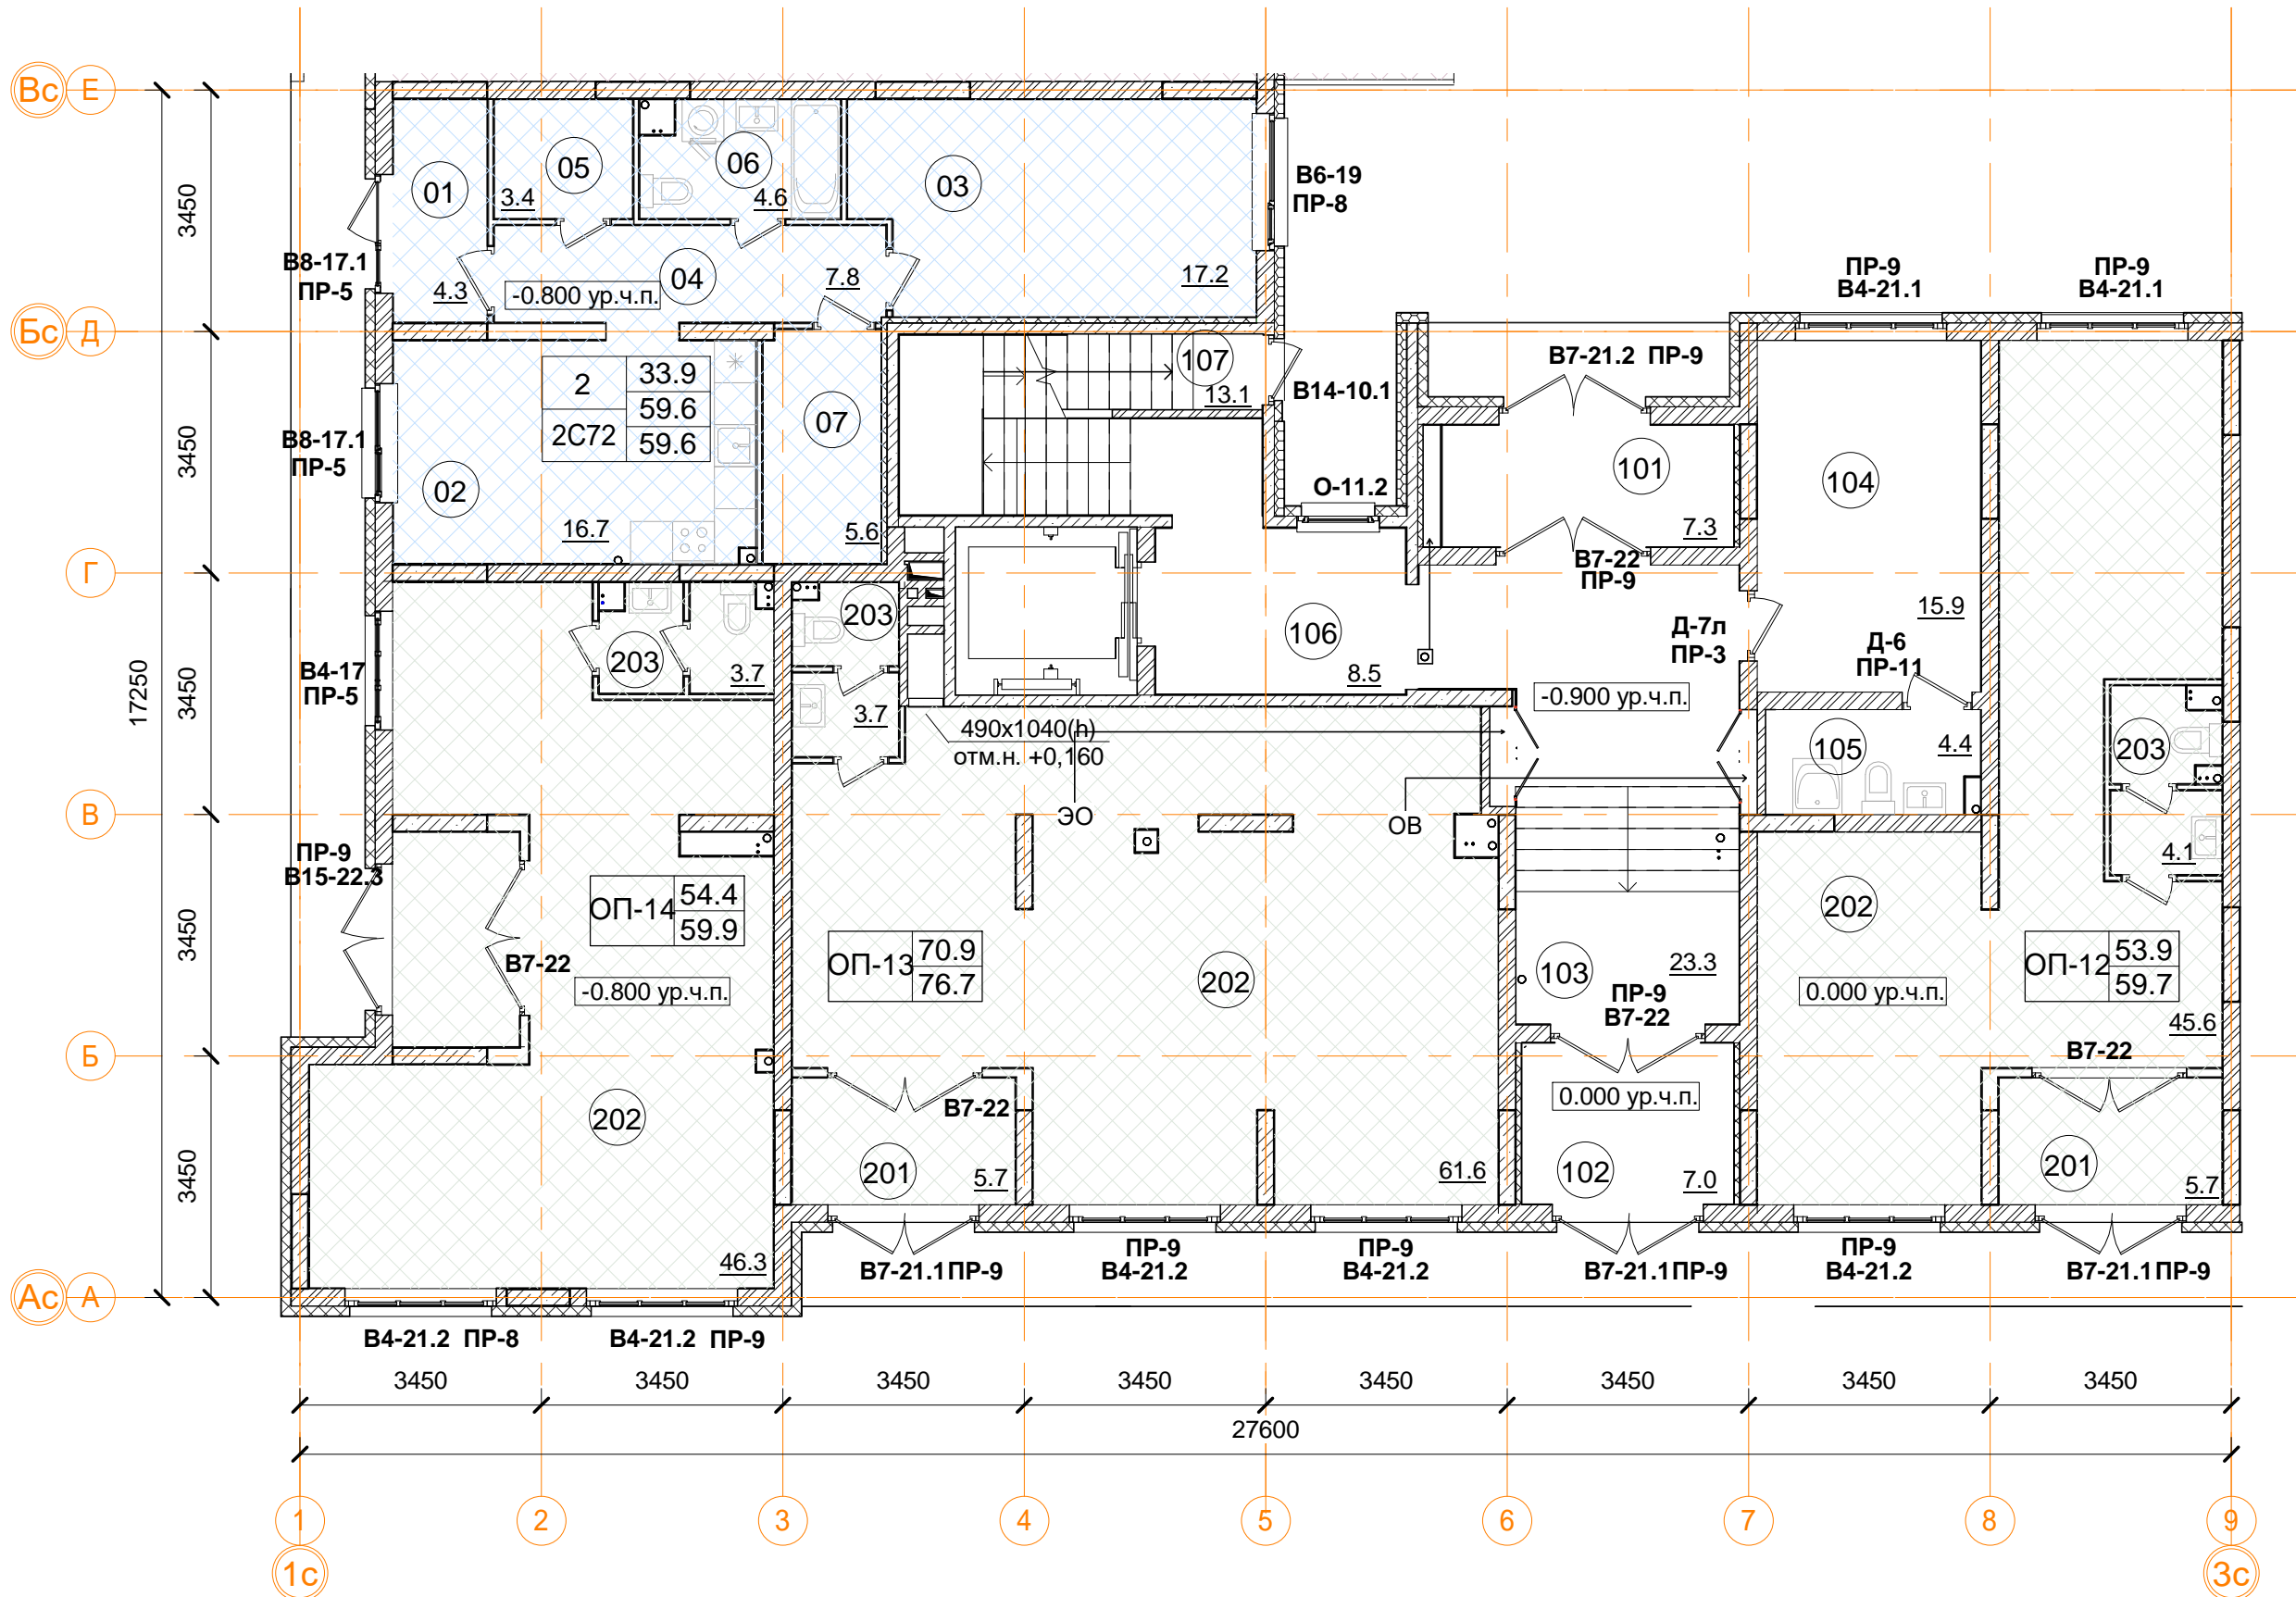 Вс Е
01
05
06
03
3.4
4.6
В6-19
ПР-8
3450
В8-17.1
ПР-5
4.3
-0.800 ур.ч.п.
04
7.8
17.2
ПР-9
В4-21.1
ПР-9
В4-21.1
Бс Д
107
13.1
В14-10.1
В7-21.2 ПР-9
2 33.9
59.6
2С72 59.6
07
В8-17.1
ПР-5
3450
02
16.7
5.6
О-11.2
101
7.3
104
В7-22
ПР-9
Г
203
203
106
15.9
Д-7л
ПР-3
Д-6
ПР-11
В4-17
ПР-5
3450
17250
3.7
3.7
8.5
-0.900 ур.ч.п.
490х1040(h)
отм.н. +0,160
105
4.4
203
4.1
В
ЭО
ОВ
ПР-9
В15-22.3
3450
ОП-14 54.4
59.9
В7-22
-0.800 ур.ч.п.
ОП-13 70.9
76.7
202
103
23.3
ПР-9
В7-22
202
0.000 ур.ч.п.
ОП-12 53.9
59.7
45.6
Б
В7-22
В7-22
0.000 ур.ч.п.
202
3450
201
5.7
61.6
102
7.0
201
5.7
46.3
ПР-9
В4-21.2
ПР-9
В4-21.2
ПР-9
В4-21.2
В7-21.1 ПР-9
В7-21.1 ПР-9
В7-21.1 ПР-9
Ас А
В4-21.2 ПР-8
В4-21.2 ПР-9
3450 3450 3450 3450 3450 3450 3450 3450
27600
1 2 3 4 5 6 7 8 9
1с 3с